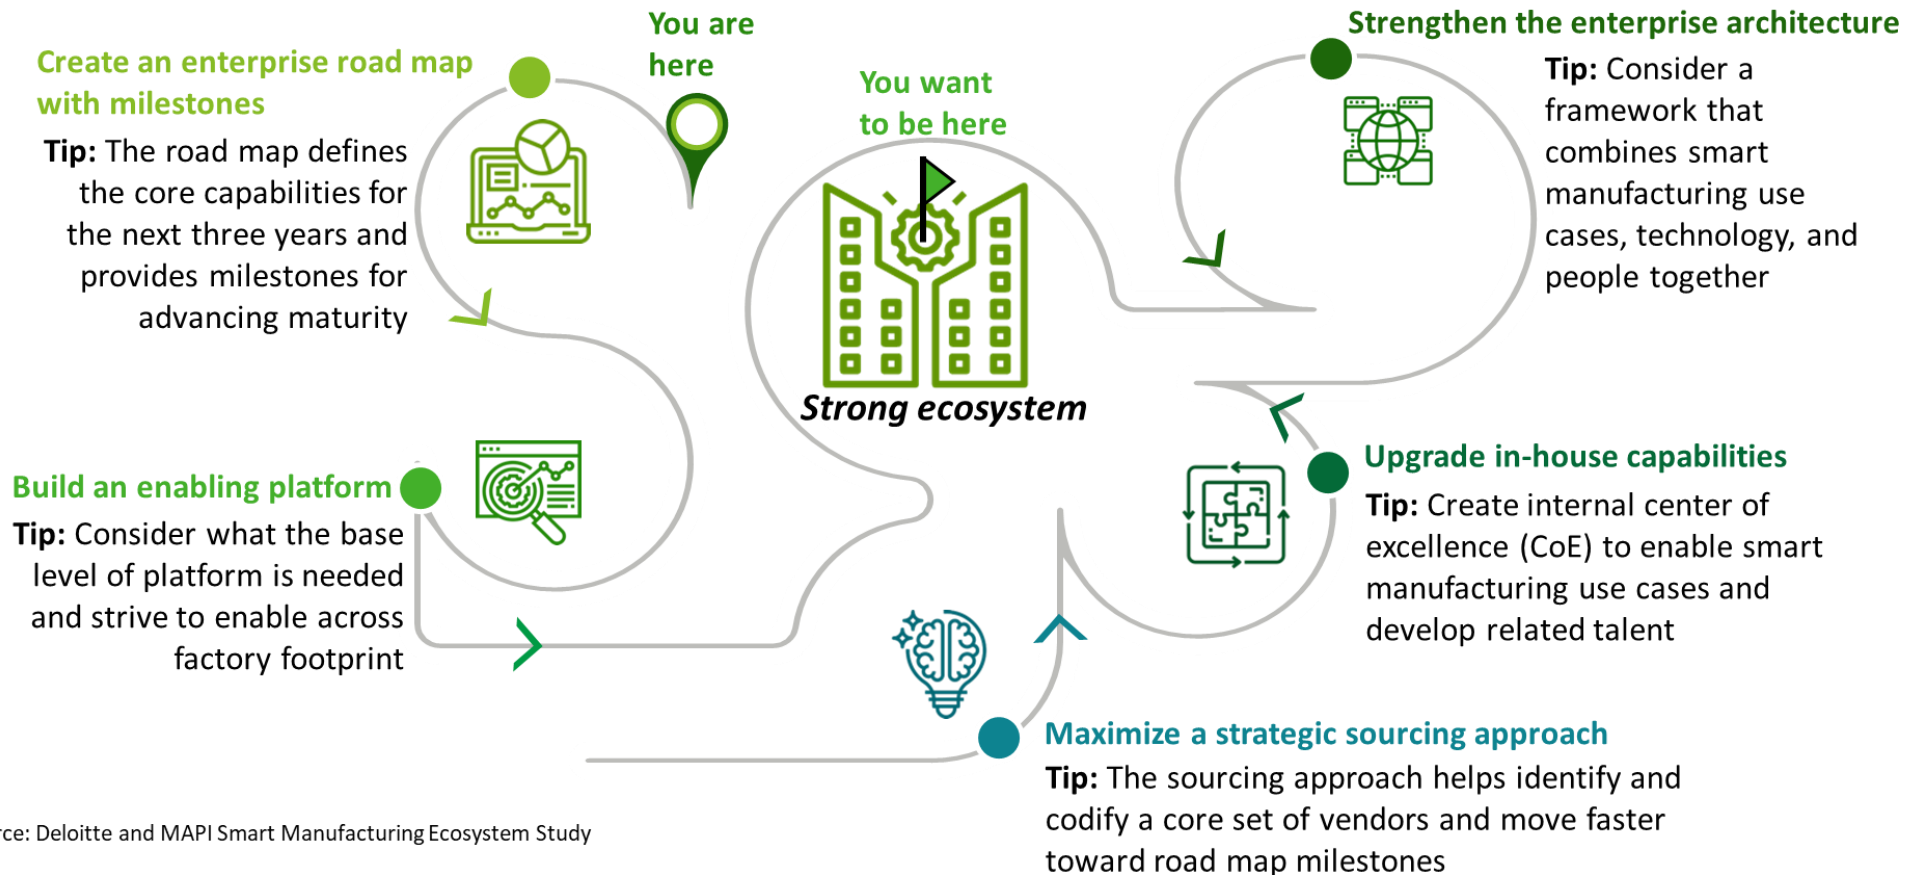 You are
here
Create an enterprise road map
with milestones
Tip: The road map defines
the core capabilities for
the next three years and
provides milestones for
advancing maturity
You want
to be here
Strong ecosystem
Strengthen the enterprise architecture
Tip: Consider a
framework that
combines smart
manufacturing use
cases, technology, and
people together
Build an enabling platform
Tip: Consider what the base
level of platform is needed
and strive to enable across
factory footprint
Upgrade in-house capabilities
Tip: Create internal center of
excellence (CoE) to enable smart
manufacturing use cases and
develop related talent
Maximize a strategic sourcing approach
Tip: The sourcing approach helps identify and
codify a core set of vendors and move faster
toward road map milestones
rce: Deloitte and MAPI Smart Manufacturing Ecosystem Study